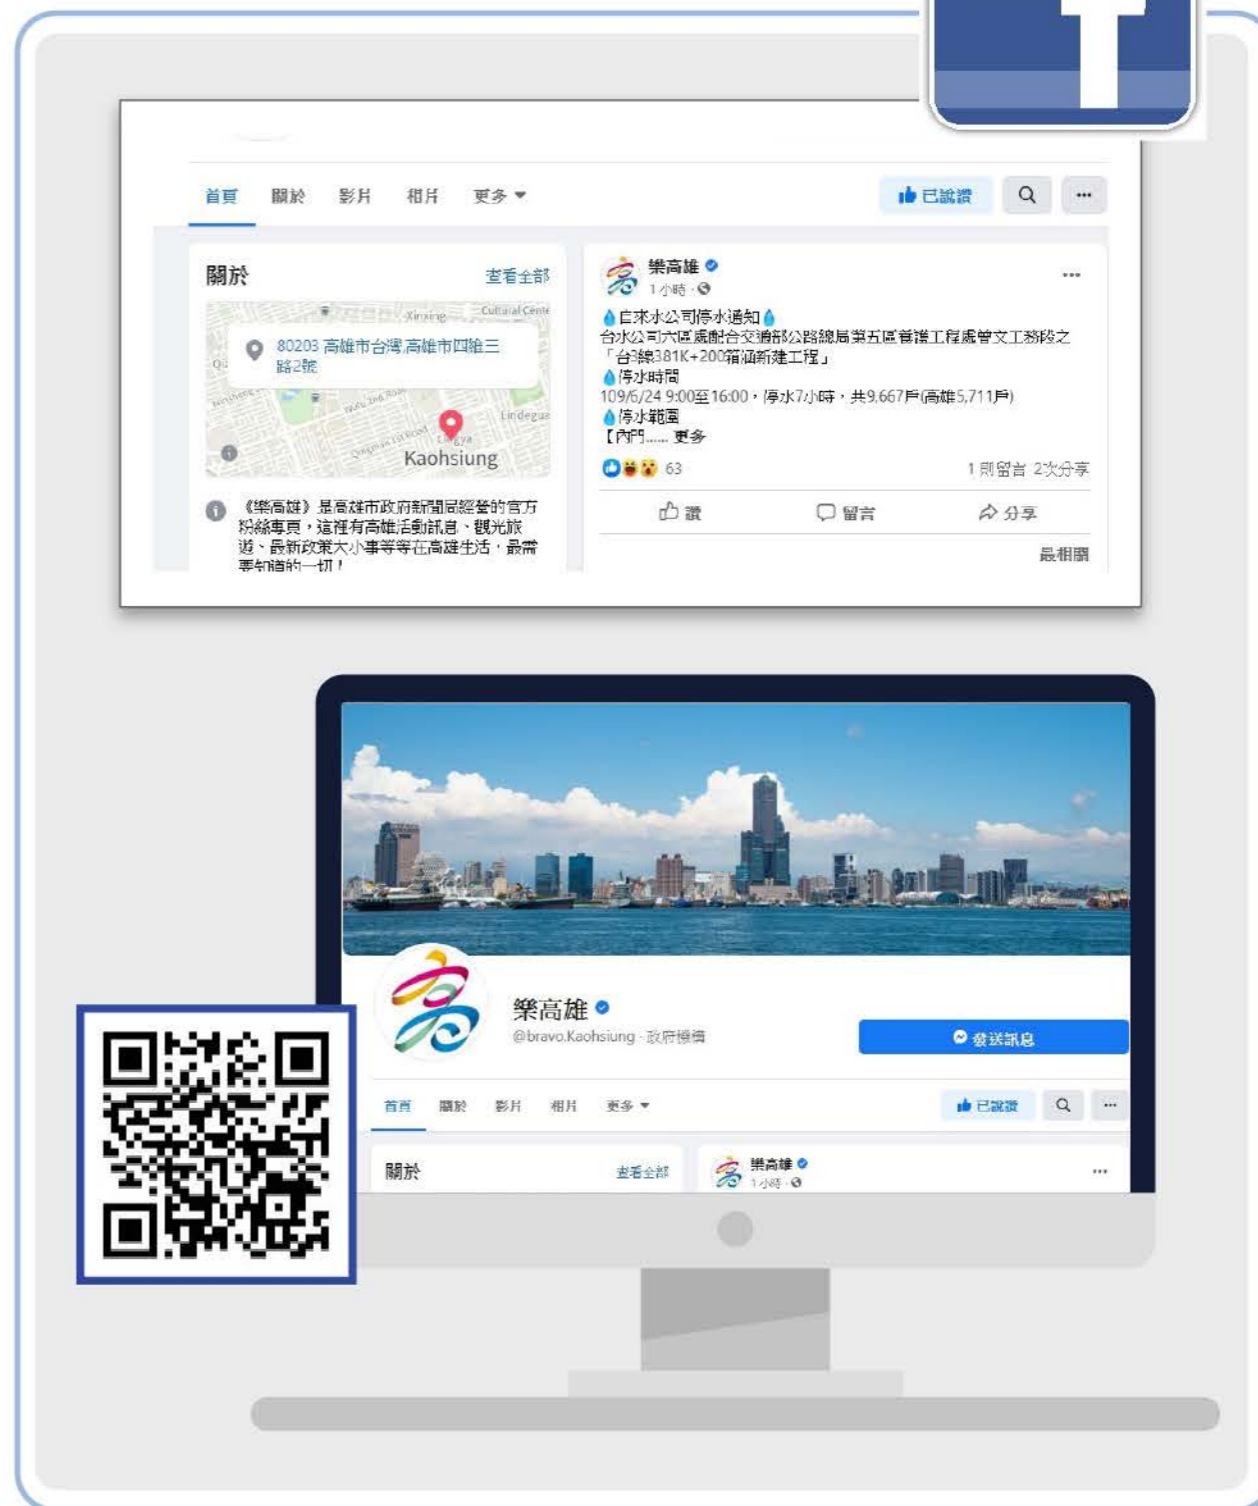 f
首頁 關於 影片 相片 更多
已說讚
關於 查看全部
Xinxing Cultural Cente
80203 高雄市台灣,高雄市四維三
路2號
Lindegua
Lingya
Kaohsiung
《樂高雄》是高雄市政府新聞局經營的官方
粉絲專頁，這裡有高雄活動訊息、觀光旅
遊、最新政策大小事等等在高雄生活，最需
要知道的一切！
樂高雄
1 小時
自來水公司停水通知
台水公司六區處配合交通部公路總局第五區養護工程處曾文工務段之
「台3線381K+200箱涵新建工程」
停水時間
109/6/24 9:00至16:00，停水7小時，共9,667戶(高雄5,711戶)
停水範圍
【內門...... 更多
63 1 則留言 2次分享
讚 留言 分享
最相關
樂高雄
@bravo.Kaohsiung · 政府機構
發送訊息
首頁 關於 影片 相片 更多
已說讚
關於 查看全部
樂高雄
1 小時